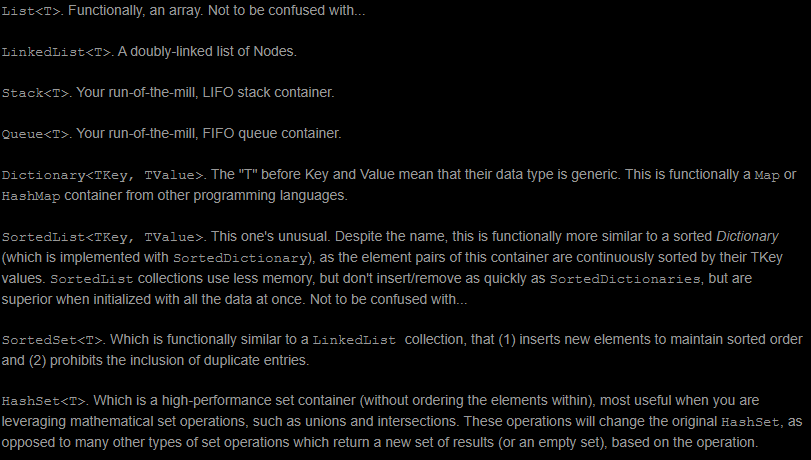 List<T>. Functionally, an array. Not to be confused with...
LinkedList<T>. A doubly-linked list of Nodes.
Stack<T>. Your run-of-the-mill, LIFO stack container.
Queue<T>. Your run-of-the-mill, FIFO queue container.
Dictionary<TKey, TValue>. The "T" before Key and Value mean that their data type is generic. This is functionally a Map or
HashMap container from other programming languages.
SortedList<TKey, TValue>. This one's unusual. Despite the name, this is functionally more similar to a sorted Dictionary
(which is implemented with SortedDictionary), as the element pairs of this container are continuously sorted by their TKey
values. SortedList collections use less memory, but don't insert/remove as quickly as SortedDictionaries, but are
superior when initialized with all the data at once. Not to be confused with...
SortedSet<T>. Which is functionally similar to a LinkedList collection, that (1) inserts new elements to maintain sorted order
and (2) prohibits the inclusion of duplicate entries.
HashSet<T>. Which is a high-performance set container (without ordering the elements within), most useful when you are
leveraging mathematical set operations, such as unions and intersections. These operations will change the original HashSet, as
opposed to many other types of set operations which return a new set of results (or an empty set), based on the operation.